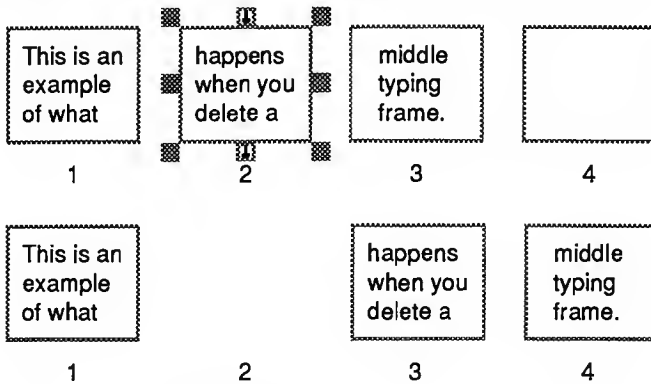 This is an
example
of what
happens
when you
delete a
middle
typing
frame.
1 2 3 4
This is an
example
of what
happens
when you
delete a
middle
typing
frame.
1 2 3 4